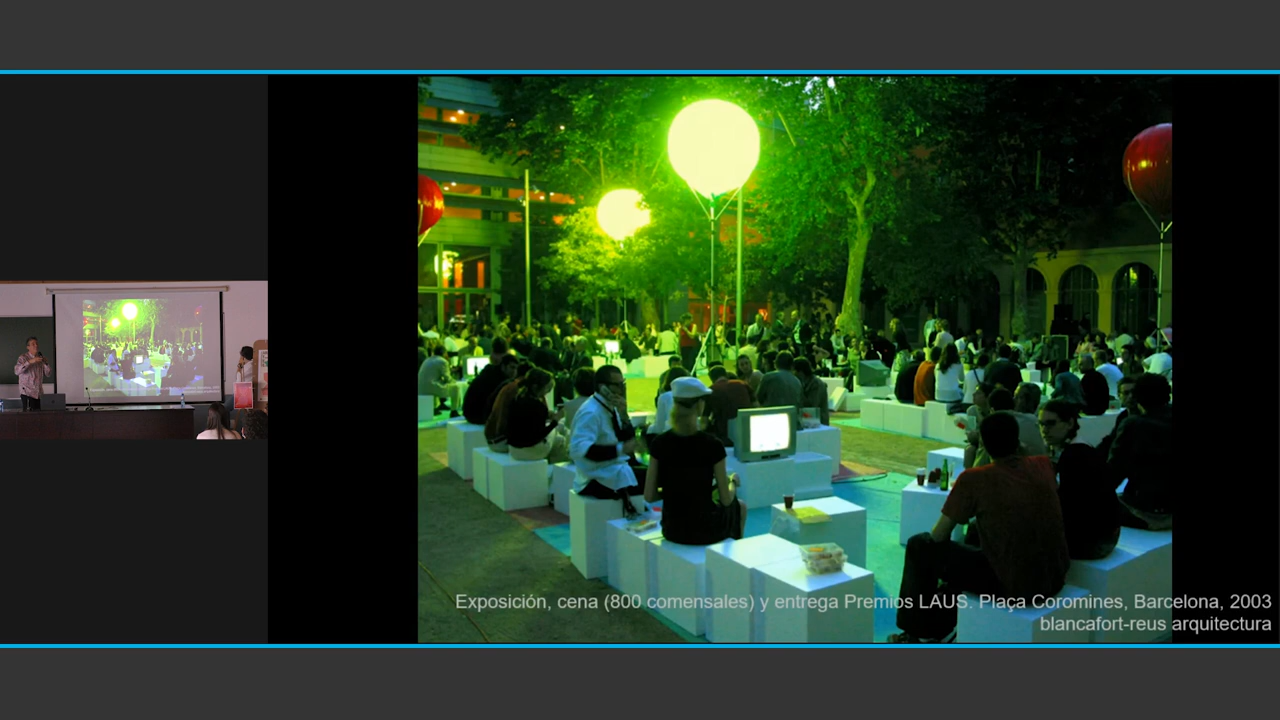 Exposición, cena (800 comensales) y entrega Premios LAUS. Plaça Coromines, Barcelona, 2003
blancafort-reus arquitectura